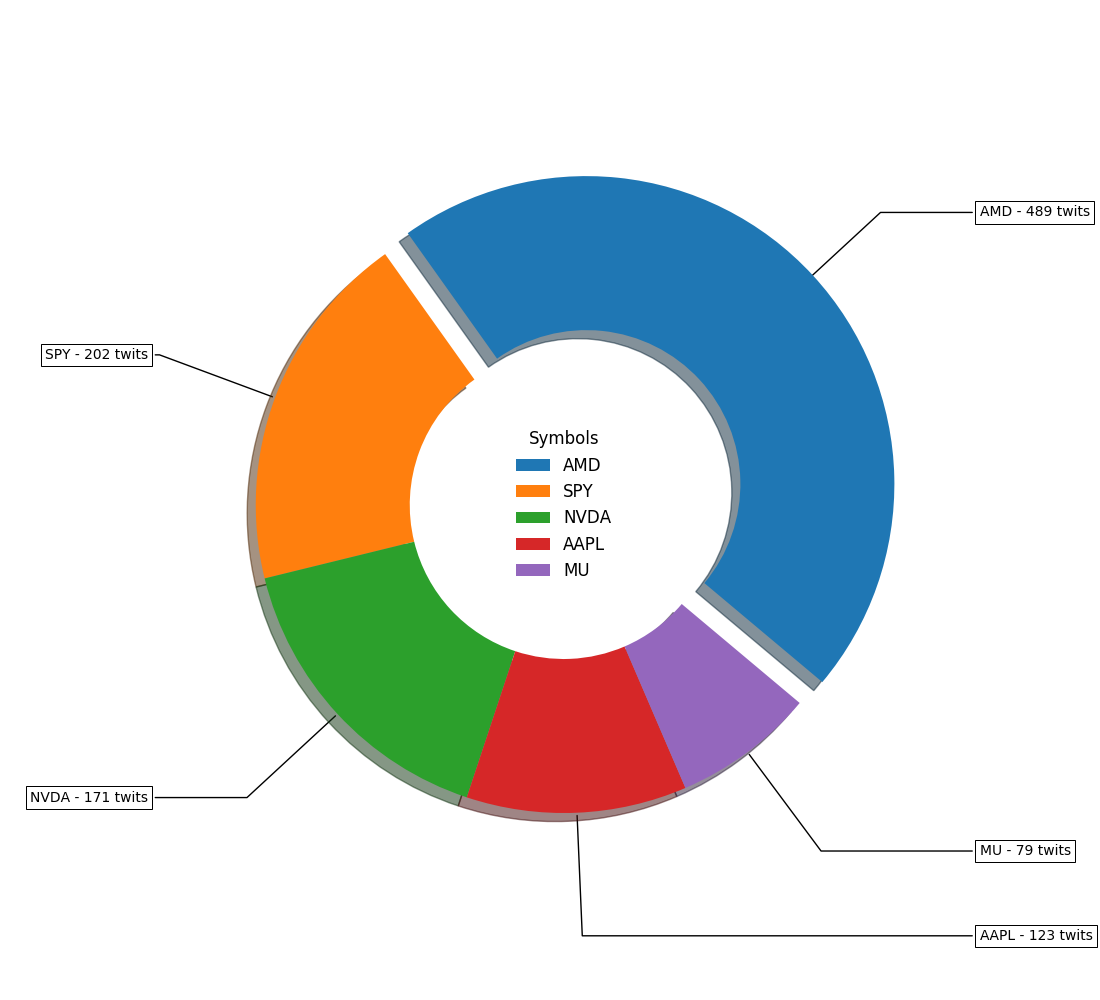 AMD - 489 twits
SPY - 202 twits
Symbols
AMD
SPY
NVDA
AAPL
MU
NVDA - 171 twits
MU - 79 twits
AAPL - 123 twits